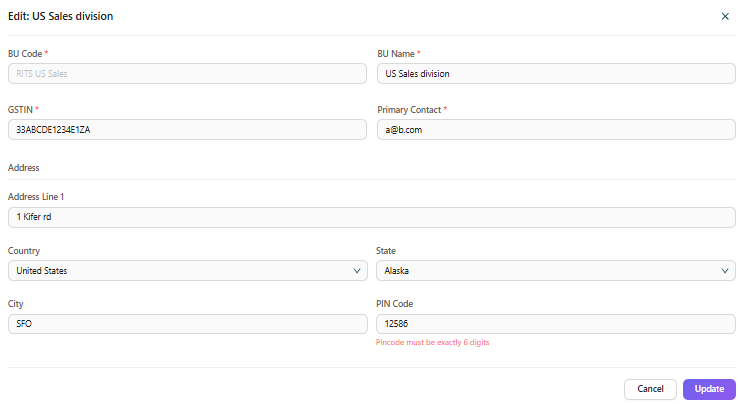 Edit: US Sales division
BU Code * BU Name *
RITS US Sales US Sales division
GSTIN * Primary Contact *
33ABCDE1234E1ZA a@b.com
Address
Address Line 1
1 Kifer rd
Country State
United States Alaska
City PIN Code
SFO 12586
Pincode must be exactly 6 digits
Cancel Update